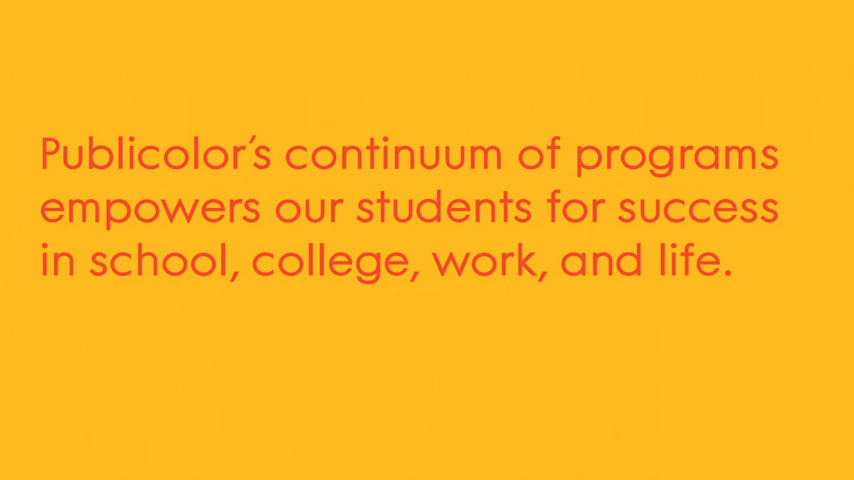 Publicolor's continuum of programs
empowers our students for success
in school, college, work, and life.